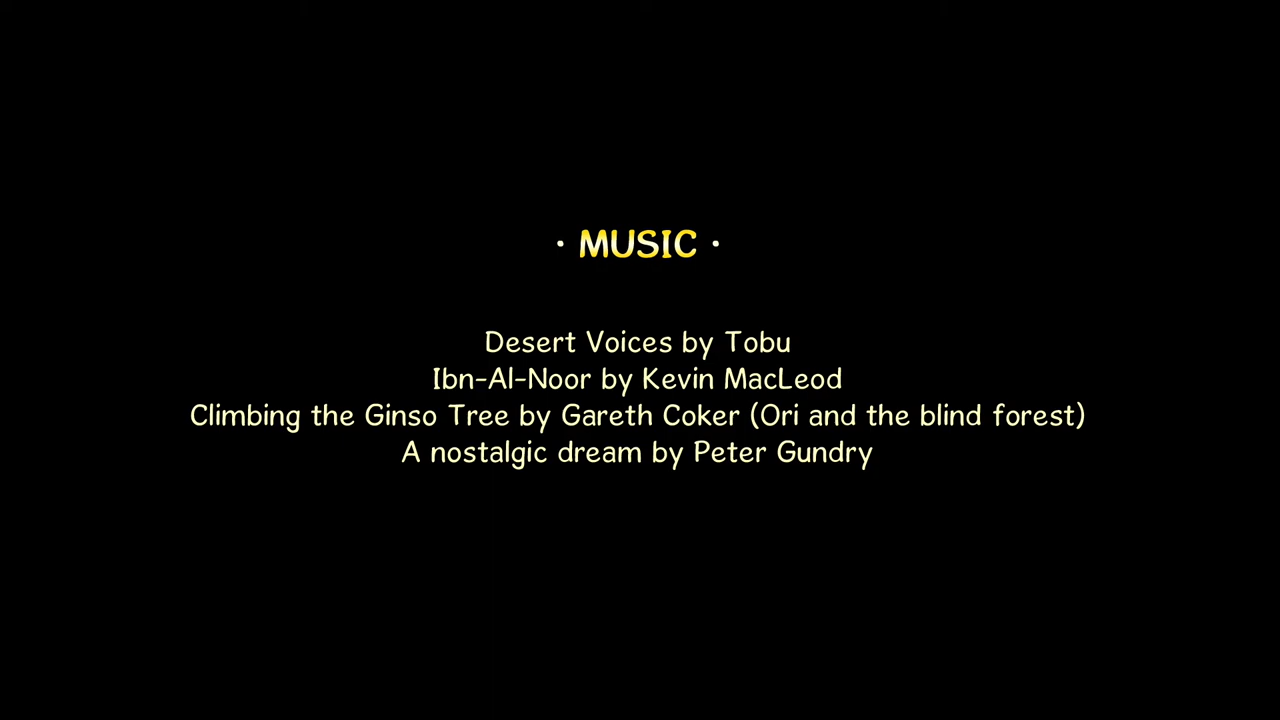 · MUSIC ·
Desert Voices by Tobu
Ibn-Al-Noor by Kevin MacLeod
Climbing the Ginso Tree by Gareth Coker (Ori and the blind forest)
A nostalgic dream by Peter Gundry